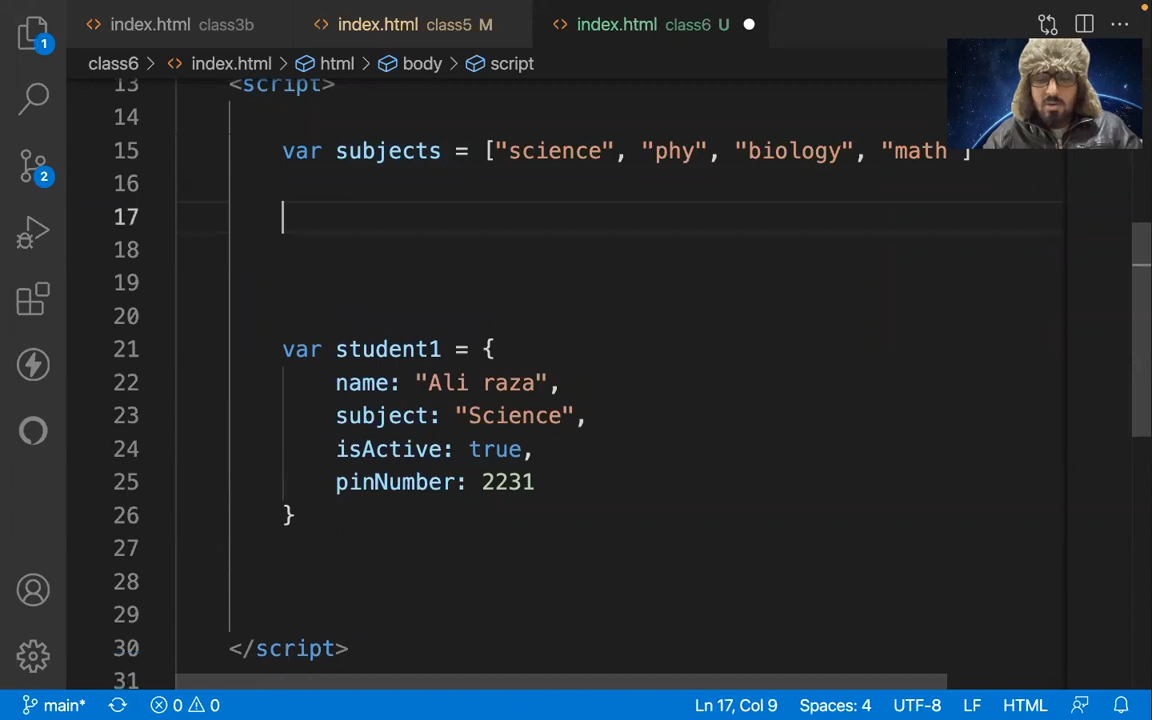 index.html class3b
index.html class5 M
index.html class6 U
class6 > index.html > html > body > script
13 <script>
14
15 var subjects = ["science", "phy", "biology", "math"]
16
17
18
19
20
21 var student1 = {
22 name: "Ali raza",
23 subject: "Science",
24 isActive: true,
25 pinNumber: 2231
26 }
27
28
29
30 </script>
31
1
2
main* 0 0 Ln 17, Col 9 Spaces: 4 UTF-8 LF HTML